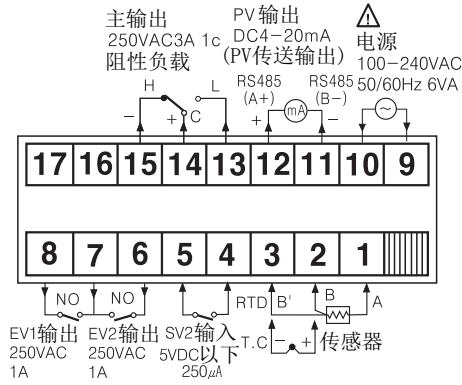 主输出
250VAC3A 1c
阻性负载
PV输出
DC4-20mA
(PV传送输出)
电源
100-240VAC
50/60Hz 6VA
H
L
C
−
+
RS485
(A+)
RS485
(B-)
+
mA
−
17 16 15 14 13 12 11 10 9
8 7 6 5 4 3 2 1
NO
NO
RTD
B'
B
A
EV1输出
250VAC
1A
EV2输出
250VAC
1A
SV2输入
5VDC以下
250μA
T.C
−
+
传感器